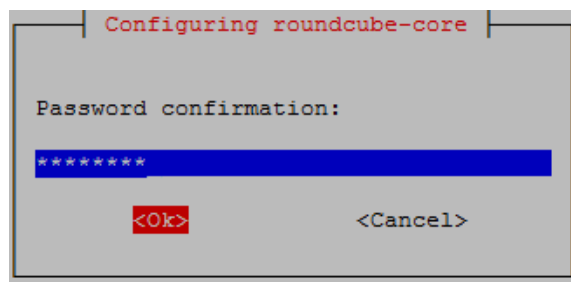 Configuring roundcube-core
Password confirmation:
********
<Ok> <Cancel>